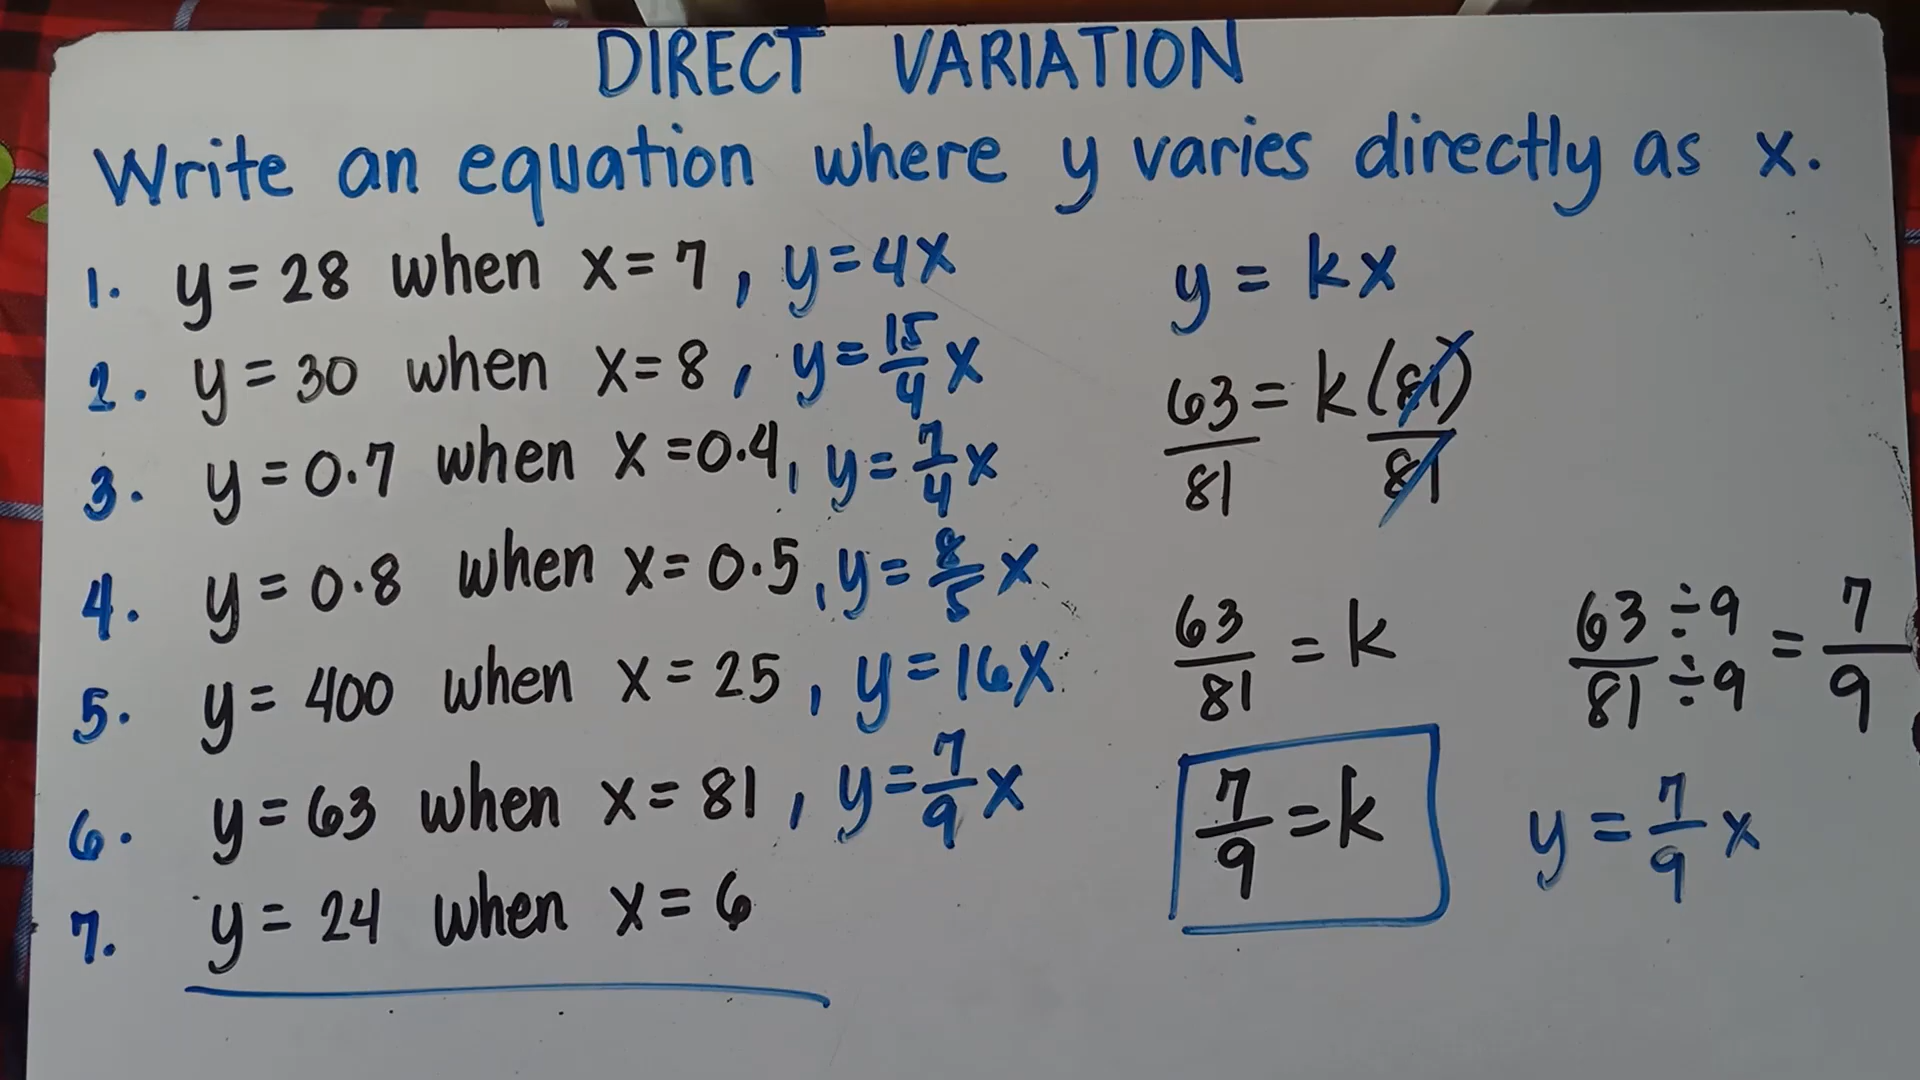 DIRECT VARIATION
Write an equation where y varies directly as x.
1. y = 28 when x = 7, y = 4x
2. y = 30 when x = 8, y = 15/4 x
3. y = 0.7 when x = 0.4, y = 7/4 x
4. y = 0.8 when x = 0.5, y = 8/5 x
5. y = 400 when x = 25, y = 16x
6. y = 63 when x = 81, y = 7/9 x
7. y = 24 when x = 6
y = kx
63/81 = k(81)/81
63/81 = k
63 ÷ 9 / 81 ÷ 9 = 7/9
7/9 = k
y = 7/9 x